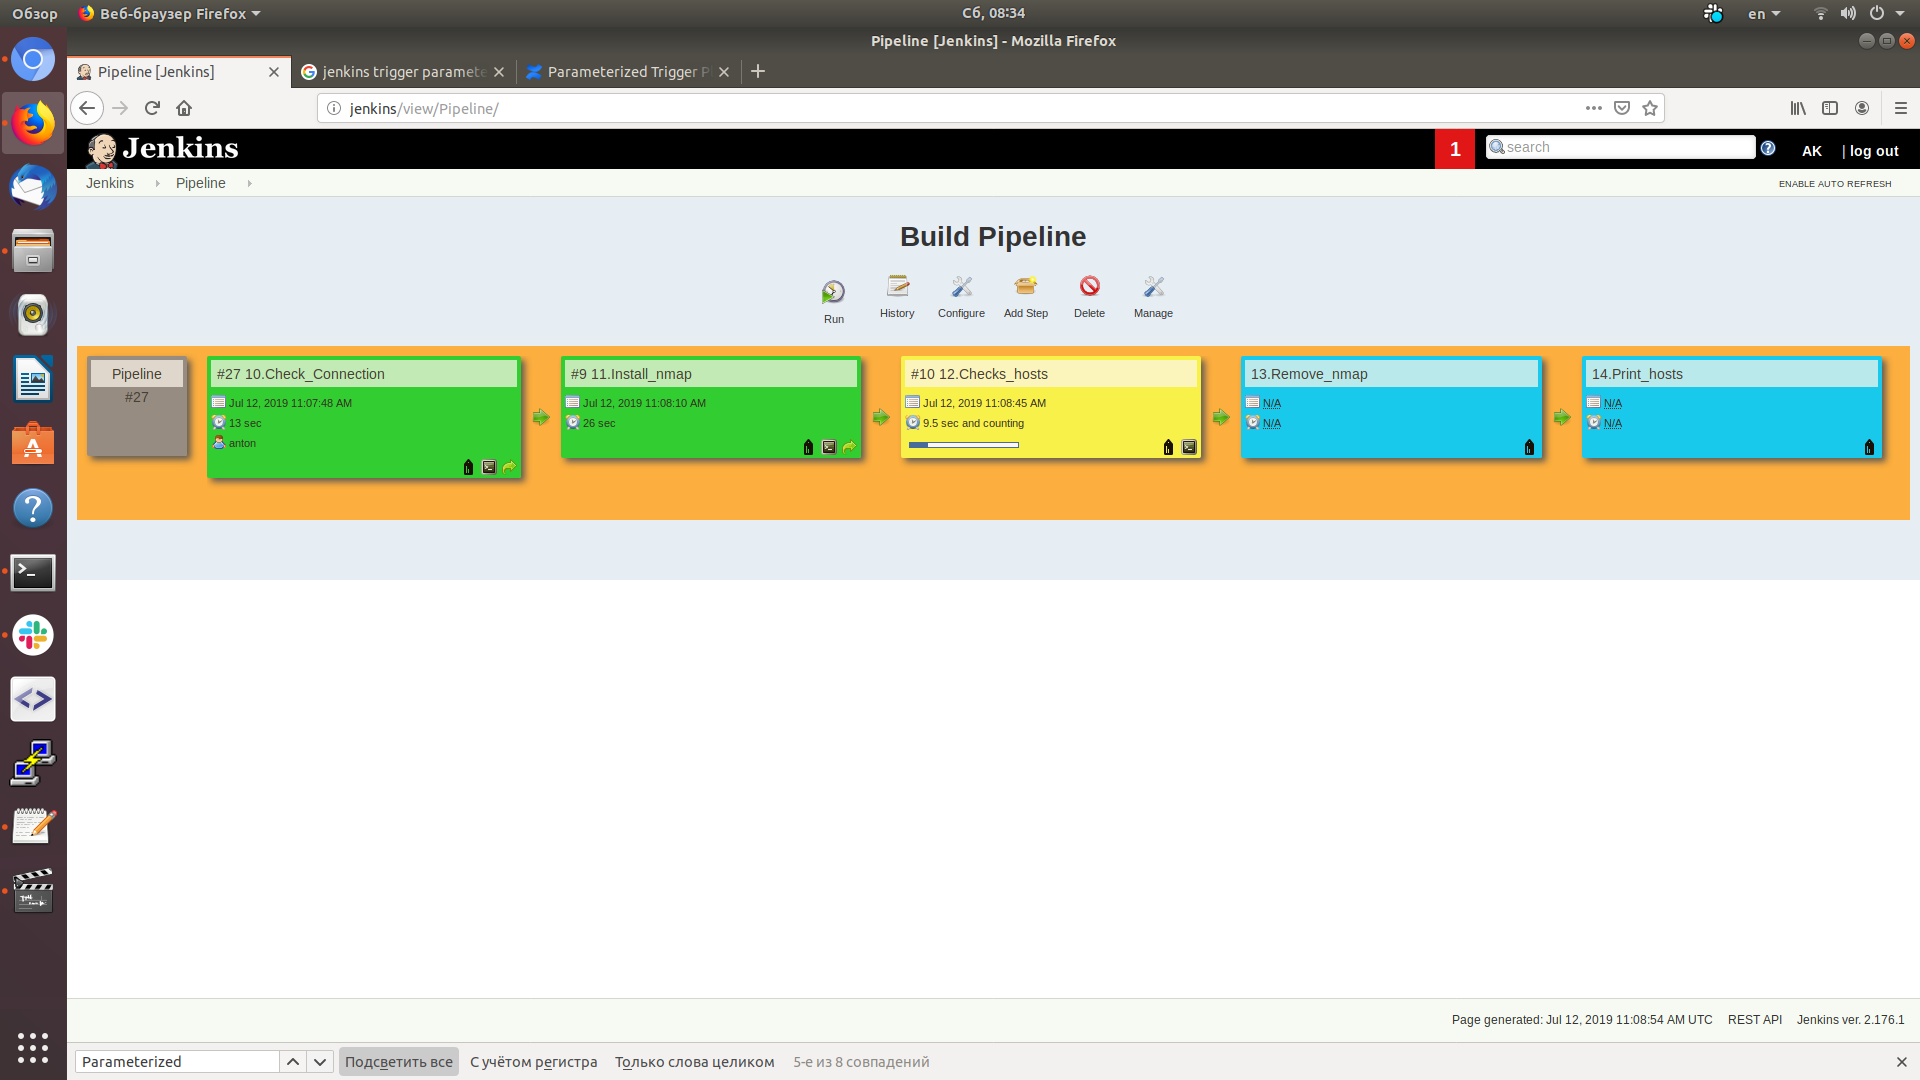 Обзор
Веб-браузер Firefox
Сб, 08:34
en
Pipeline [Jenkins] - Mozilla Firefox
Pipeline [Jenkins]
jenkins trigger paramete
Parameterized Trigger P
jenkins/view/Pipeline/
Jenkins
1
search
AK
| log out
Jenkins
Pipeline
ENABLE AUTO REFRESH
Build Pipeline
Run
History
Configure
Add Step
Delete
Manage
Pipeline
#27
#27 10.Check_Connection
Jul 12, 2019 11:07:48 AM
13 sec
anton
#9 11.Install_nmap
Jul 12, 2019 11:08:10 AM
26 sec
#10 12.Checks_hosts
Jul 12, 2019 11:08:45 AM
9.5 sec and counting
13.Remove_nmap
N/A
N/A
14.Print_hosts
N/A
N/A
Page generated: Jul 12, 2019 11:08:54 AM UTC
REST API
Jenkins ver. 2.176.1
Parameterized
Подсветить все
С учётом регистра
Только слова целиком
5-е из 8 совпадений